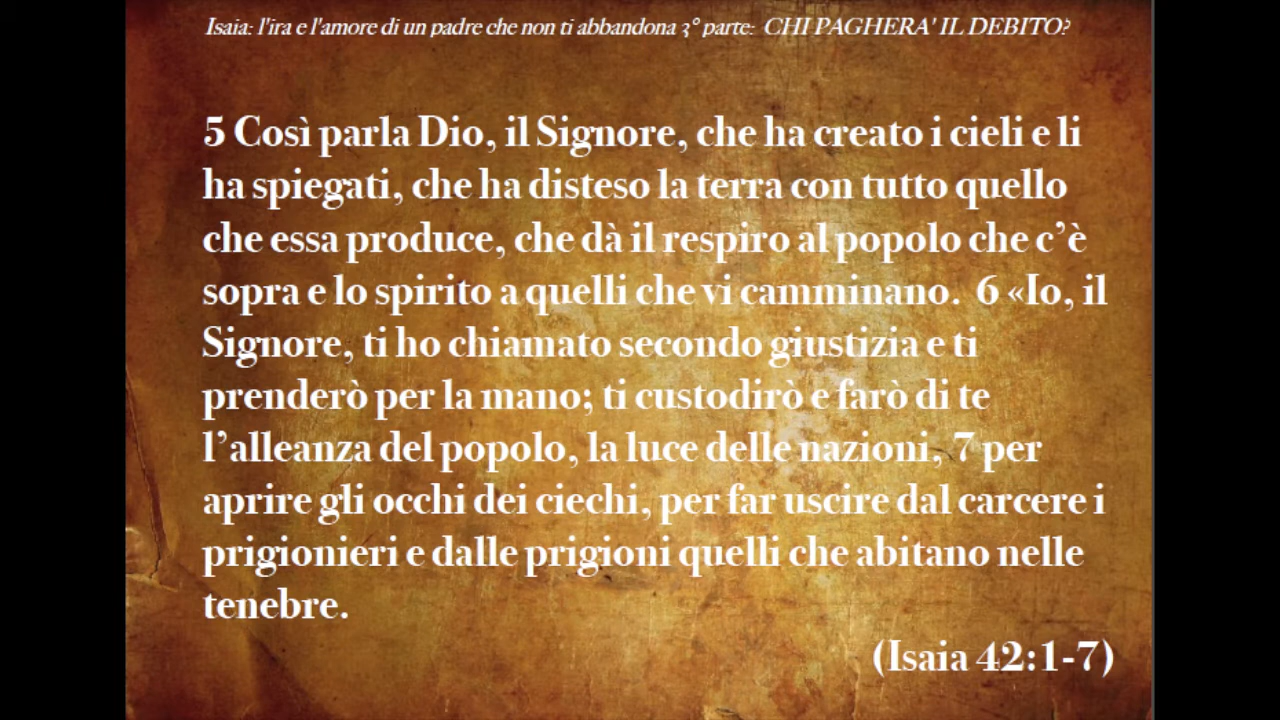 Isaia: l'ira e l'amore di un padre che non ti abbandona 3° parte: CHI PAGHERA' IL DEBITO?
5 Così parla Dio, il Signore, che ha creato i cieli e li
ha spiegati, che ha disteso la terra con tutto quello
che essa produce, che dà il respiro al popolo che c’è
sopra e lo spirito a quelli che vi camminano. 6 «Io, il
Signore, ti ho chiamato secondo giustizia e ti
prenderò per la mano; ti custodirò e farò di te
l’alleanza del popolo, la luce delle nazioni, 7 per
aprire gli occhi dei ciechi, per far uscire dal carcere i
prigionieri e dalle prigioni quelli che abitano nelle
tenebre.
(Isaia 42:1-7)